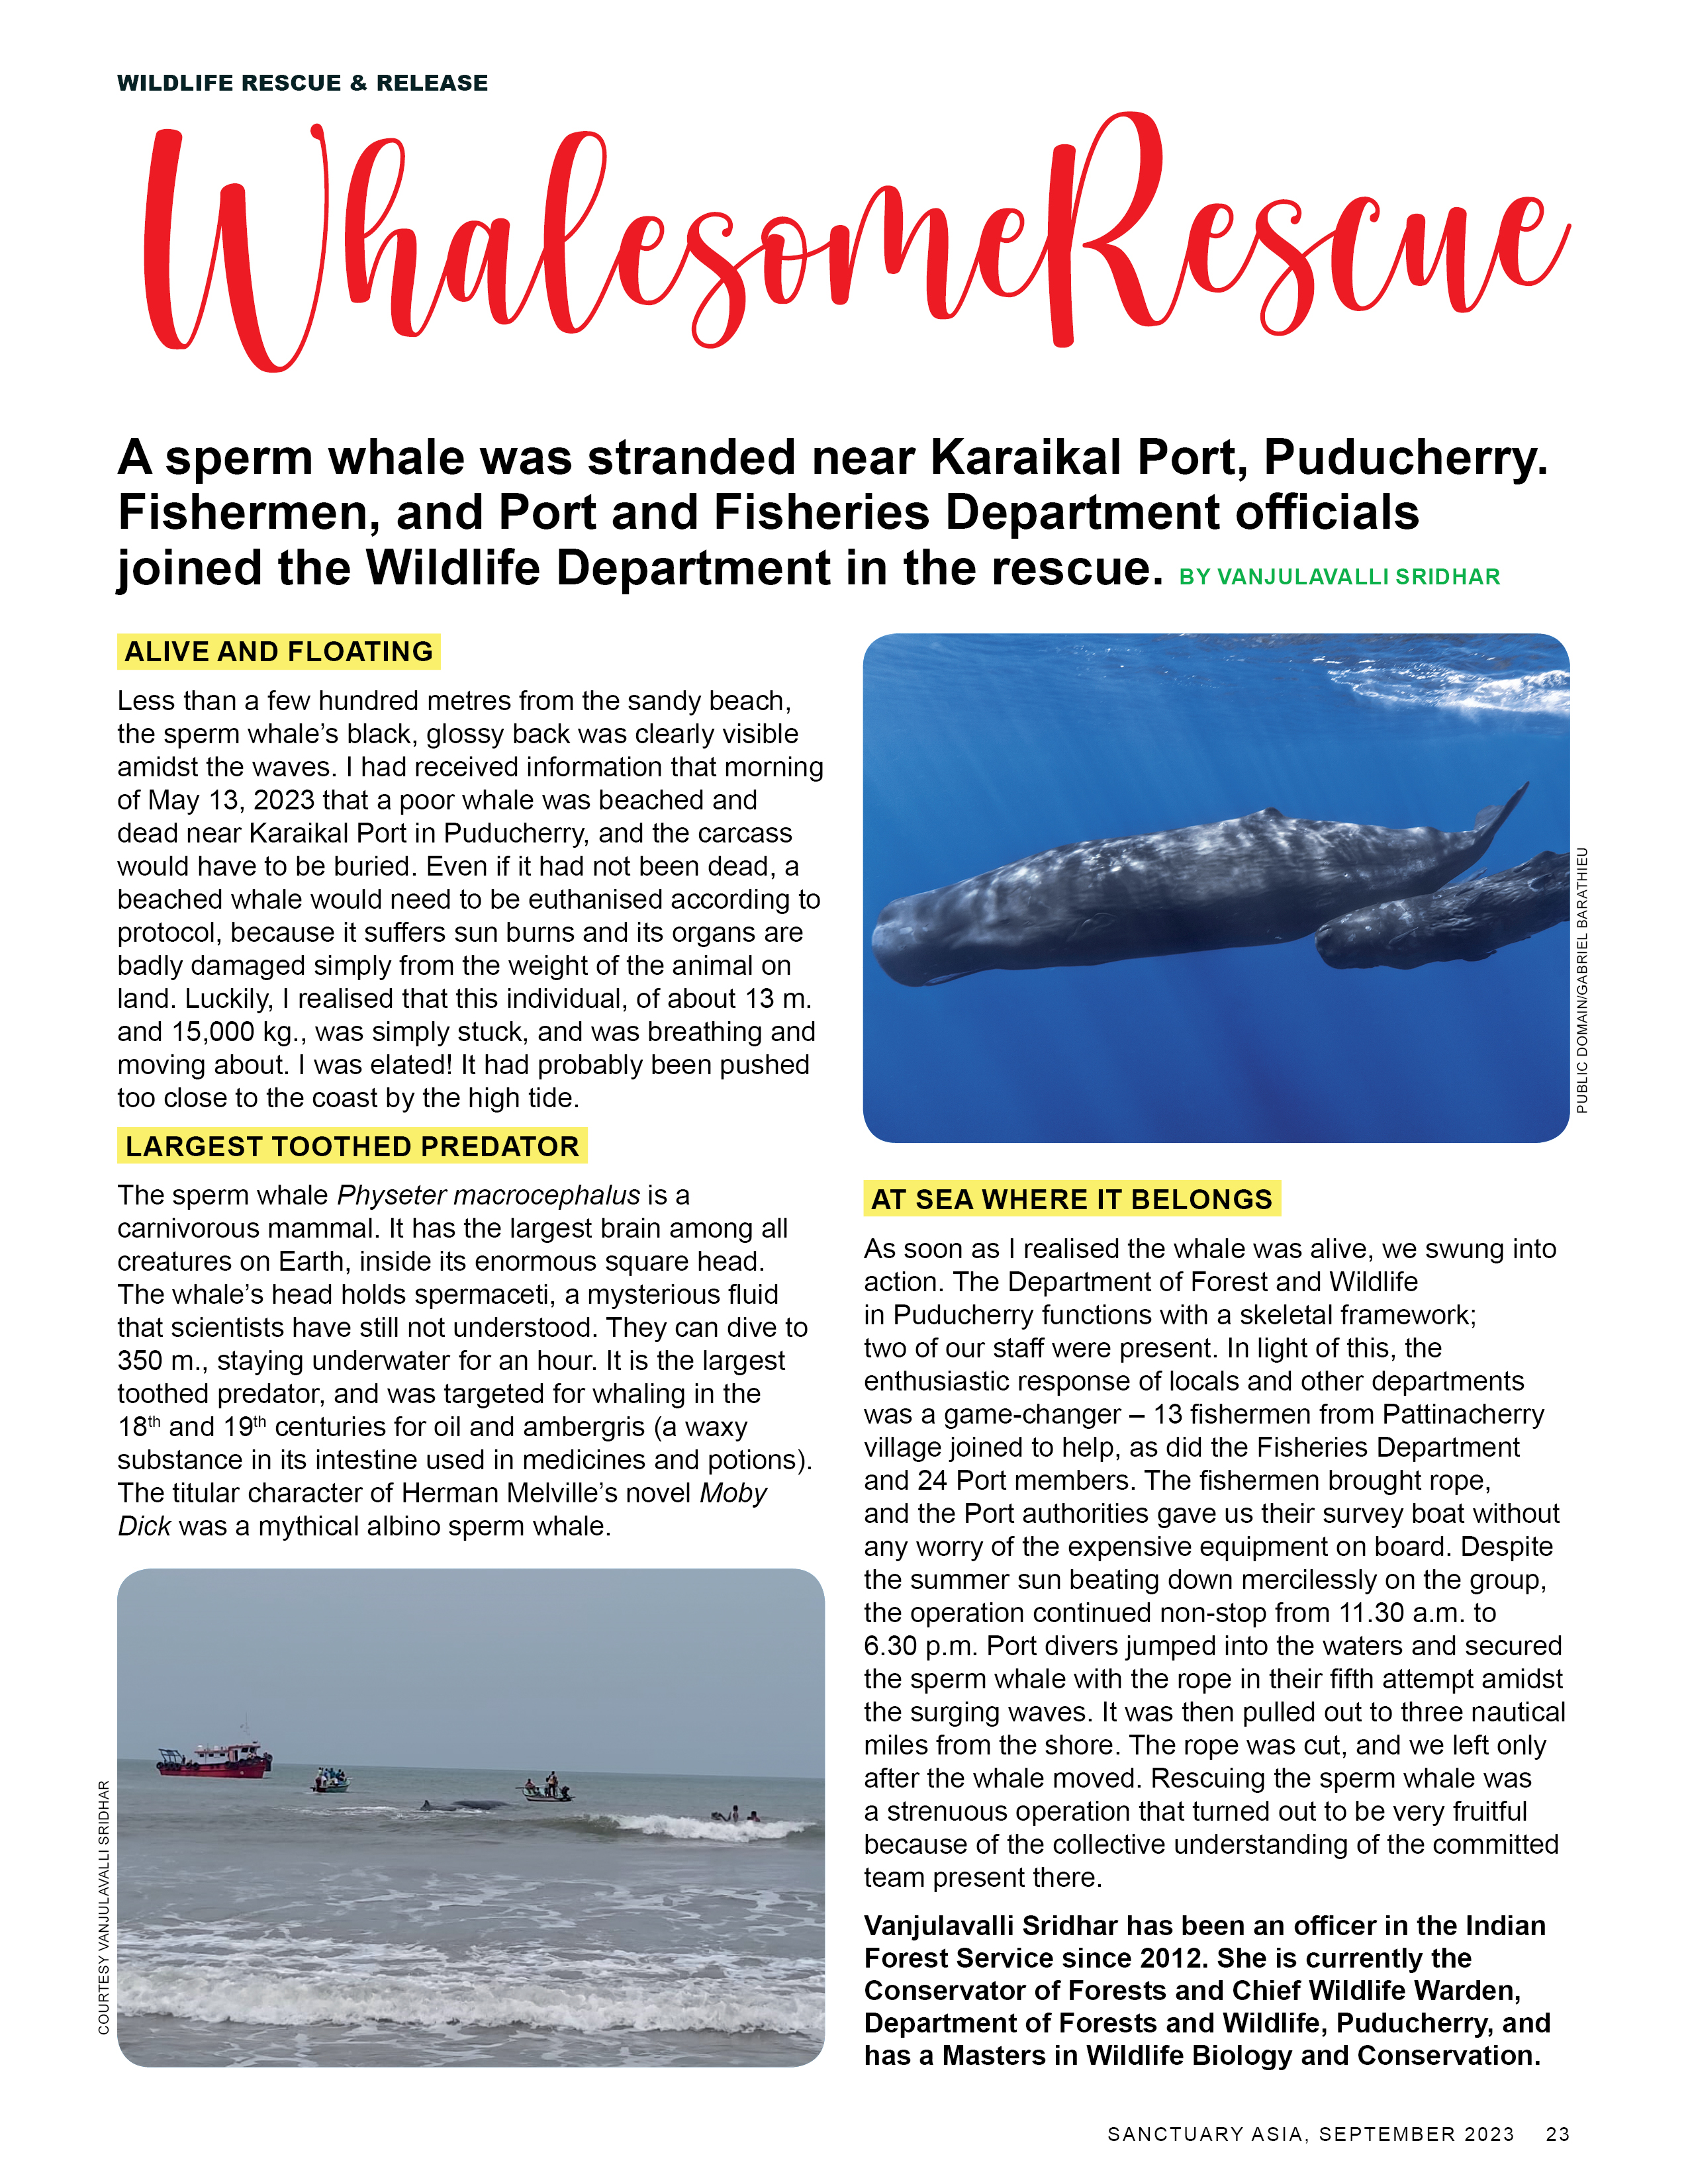 WILDLIFE RESCUE & RELEASE
Whalesome Rescue
A sperm whale was stranded near Karaikal Port, Puducherry.
Fishermen, and Port and Fisheries Department officials
joined the Wildlife Department in the rescue. BY VANJULAVALLI SRIDHAR
ALIVE AND FLOATING
Less than a few hundred metres from the sandy beach,
the sperm whale’s black, glossy back was clearly visible
amidst the waves. I had received information that morning
of May 13, 2023 that a poor whale was beached and
dead near Karaikal Port in Puducherry, and the carcass
would have to be buried. Even if it had not been dead, a
beached whale would need to be euthanised according to
protocol, because it suffers sun burns and its organs are
badly damaged simply from the weight of the animal on
land. Luckily, I realised that this individual, of about 13 m.
and 15,000 kg., was simply stuck, and was breathing and
moving about. I was elated! It had probably been pushed
too close to the coast by the high tide.
LARGEST TOOTHED PREDATOR
The sperm whale Physeter macrocephalus is a
carnivorous mammal. It has the largest brain among all
creatures on Earth, inside its enormous square head.
The whale’s head holds spermaceti, a mysterious fluid
that scientists have still not understood. They can dive to
350 m., staying underwater for an hour. It is the largest
toothed predator, and was targeted for whaling in the
18th and 19th centuries for oil and ambergris (a waxy
substance in its intestine used in medicines and potions).
The titular character of Herman Melville’s novel Moby
Dick was a mythical albino sperm whale.
COURTESY VANJULAVALLI SRIDHAR
PUBLIC DOMAIN/GABRIEL BARATHIEU
AT SEA WHERE IT BELONGS
As soon as I realised the whale was alive, we swung into
action. The Department of Forest and Wildlife
in Puducherry functions with a skeletal framework;
two of our staff were present. In light of this, the
enthusiastic response of locals and other departments
was a game-changer – 13 fishermen from Pattinacherry
village joined to help, as did the Fisheries Department
and 24 Port members. The fishermen brought rope,
and the Port authorities gave us their survey boat without
any worry of the expensive equipment on board. Despite
the summer sun beating down mercilessly on the group,
the operation continued non-stop from 11.30 a.m. to
6.30 p.m. Port divers jumped into the waters and secured
the sperm whale with the rope in their fifth attempt amidst
the surging waves. It was then pulled out to three nautical
miles from the shore. The rope was cut, and we left only
after the whale moved. Rescuing the sperm whale was
a strenuous operation that turned out to be very fruitful
because of the collective understanding of the committed
team present there.
Vanjulavalli Sridhar has been an officer in the Indian
Forest Service since 2012. She is currently the
Conservator of Forests and Chief Wildlife Warden,
Department of Forests and Wildlife, Puducherry, and
has a Masters in Wildlife Biology and Conservation.
SANCTUARY ASIA, SEPTEMBER 2023 23